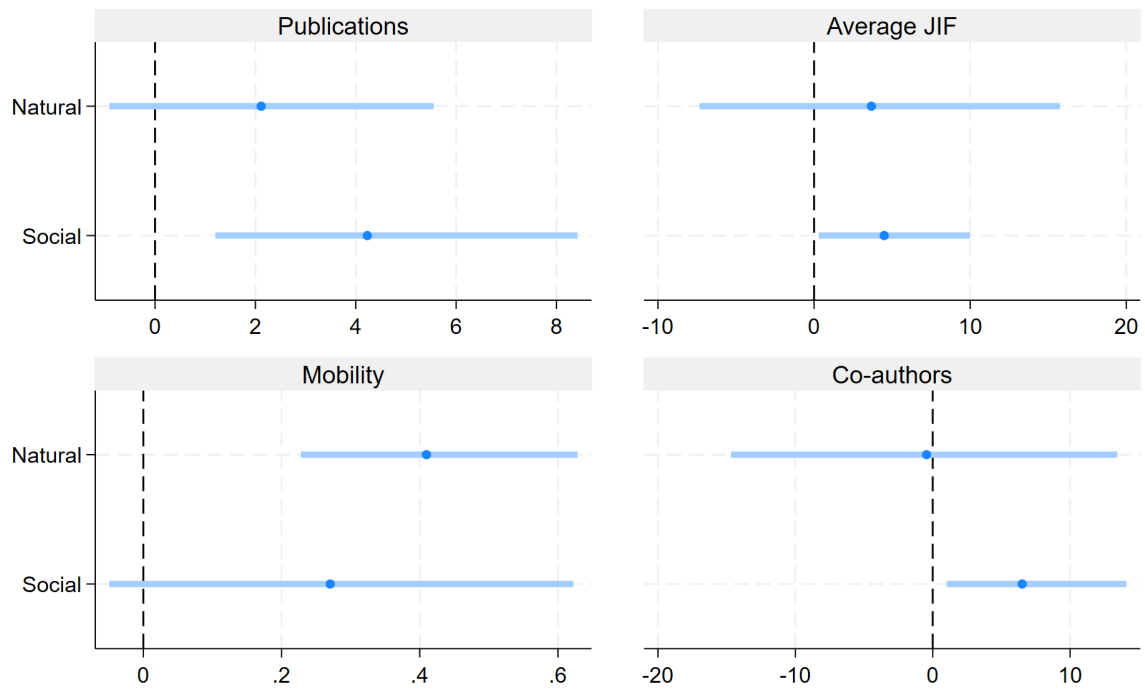 Publications
Average JIF
Natural
Social
0 2 4 6 8
-10 0 10 20
Mobility
Co-authors
Natural
Social
0 .2 .4 .6
-20 -10 0 10